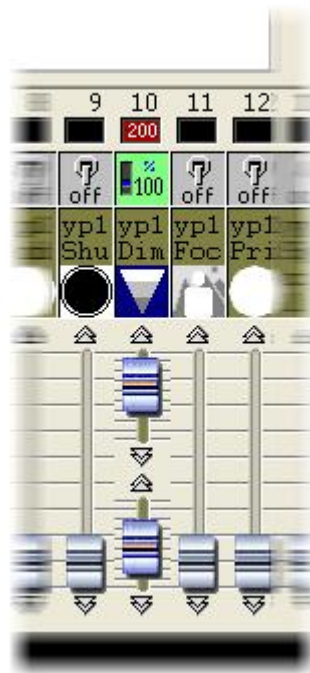 9 10 11 12
200
off % 100 off off
yp1 yp1 yp1 yp1
Shu Dim Foc Pri